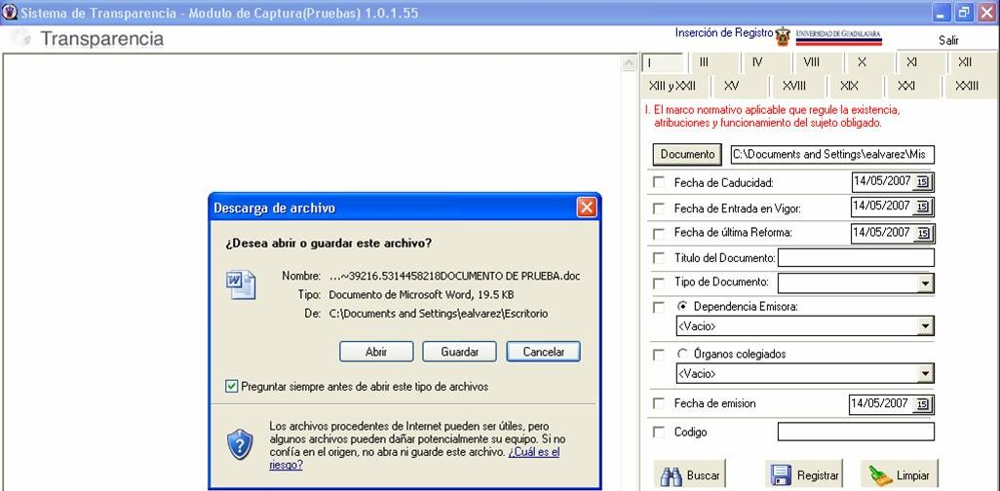 Sistema de Transparencia - Modulo de Captura(Pruebas) 1.0.1.55
Transparencia
Inserción de Registro
UNIVERSIDAD DE GUADALAJARA
Salir
I III IV VIII X XI XII
XIII y XXII XV XVIII XIX XXI XXIII
I. El marco normativo aplicable que regule la existencia,
atribuciones y funcionamiento del sujeto obligado.
Documento C:\Documents and Settings\ealvarez\Mis
Fecha de Caducidad: 14/05/2007 15
Fecha de Entrada en Vigor: 14/05/2007 15
Fecha de última Reforma: 14/05/2007 15
Titulo del Documento:
Tipo de Documento:
Dependencia Emisora:
<Vacio>
Órganos colegiados
<Vacio>
Fecha de emision 14/05/2007 15
Codigo
Buscar Registrar Limpiar
Descarga de archivo
¿Desea abrir o guardar este archivo?
Nombre: ...~39216.5314458218DOCUMENTO DE PRUEBA.doc
Tipo: Documento de Microsoft Word, 19.5 KB
De: C:\Documents and Settings\ealvarez\Escritorio
Abrir Guardar Cancelar
Preguntar siempre antes de abrir este tipo de archivos
Los archivos procedentes de Internet pueden ser útiles, pero
algunos archivos pueden dañar potencialmente su equipo. Si no
confía en el origen, no abra ni guarde este archivo. ¿Cuál es el
riesgo?